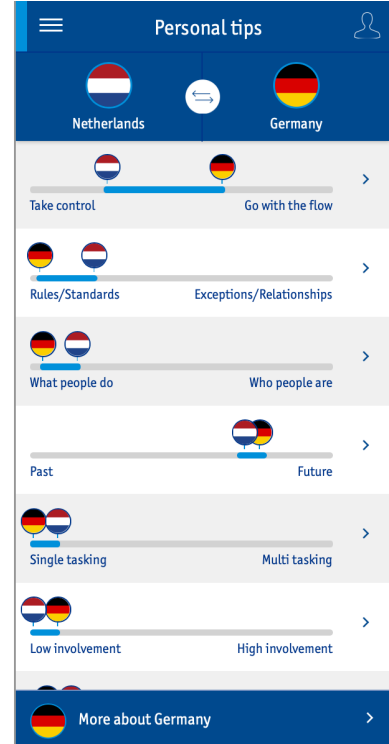 Personal tips
Netherlands Germany
Take control Go with the flow
Rules/Standards Exceptions/Relationships
What people do Who people are
Past Future
Single tasking Multi tasking
Low involvement High involvement
More about Germany